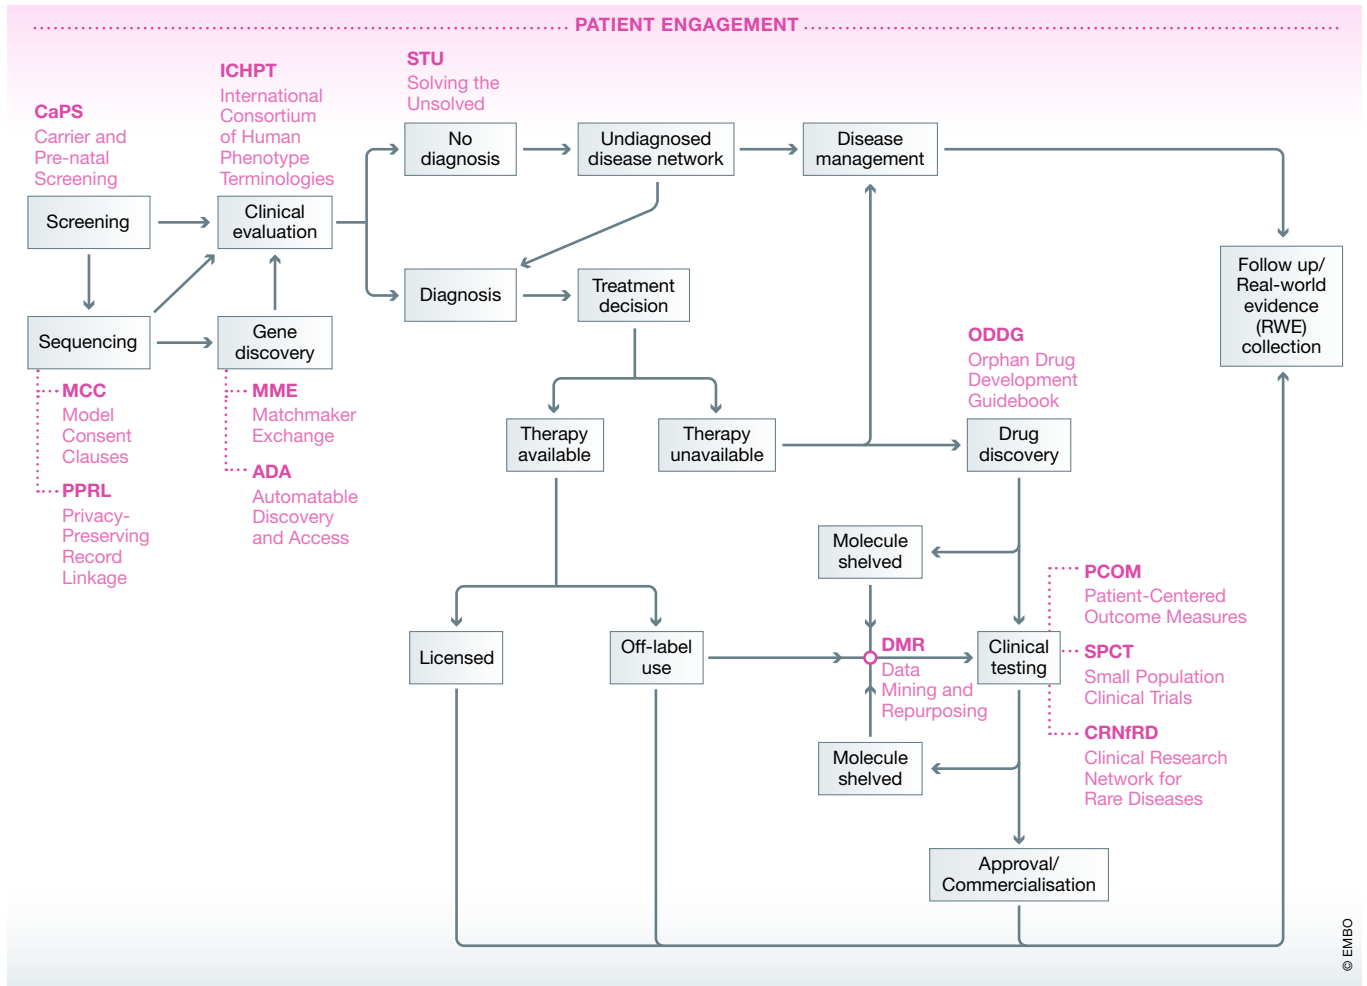 PATIENT ENGAGEMENT
CaPS
Carrier and
Pre-natal
Screening
ICHPT
International
Consortium
of Human
Phenotype
Terminologies
STU
Solving the
Unsolved
No
diagnosis
Undiagnosed
disease network
Disease
management
Screening
Clinical
evaluation
Diagnosis
Treatment
decision
Follow up/
Real-world
evidence
(RWE)
collection
Sequencing
Gene
discovery
MCC
Model
Consent
Clauses
PPRL
Privacy-
Preserving
Record
Linkage
MME
Matchmaker
Exchange
ADA
Automatable
Discovery
and Access
Therapy
available
Therapy
unavailable
ODDG
Orphan Drug
Development
Guidebook
Drug
discovery
Molecule
shelved
PCOM
Patient-Centered
Outcome Measures
Licensed
Off-label
use
DMR
Data
Mining and
Repurposing
Clinical
testing
SPCT
Small Population
Clinical Trials
CRNfRD
Clinical Research
Network for
Rare Diseases
Molecule
shelved
Approval/
Commercialisation
© EMBO